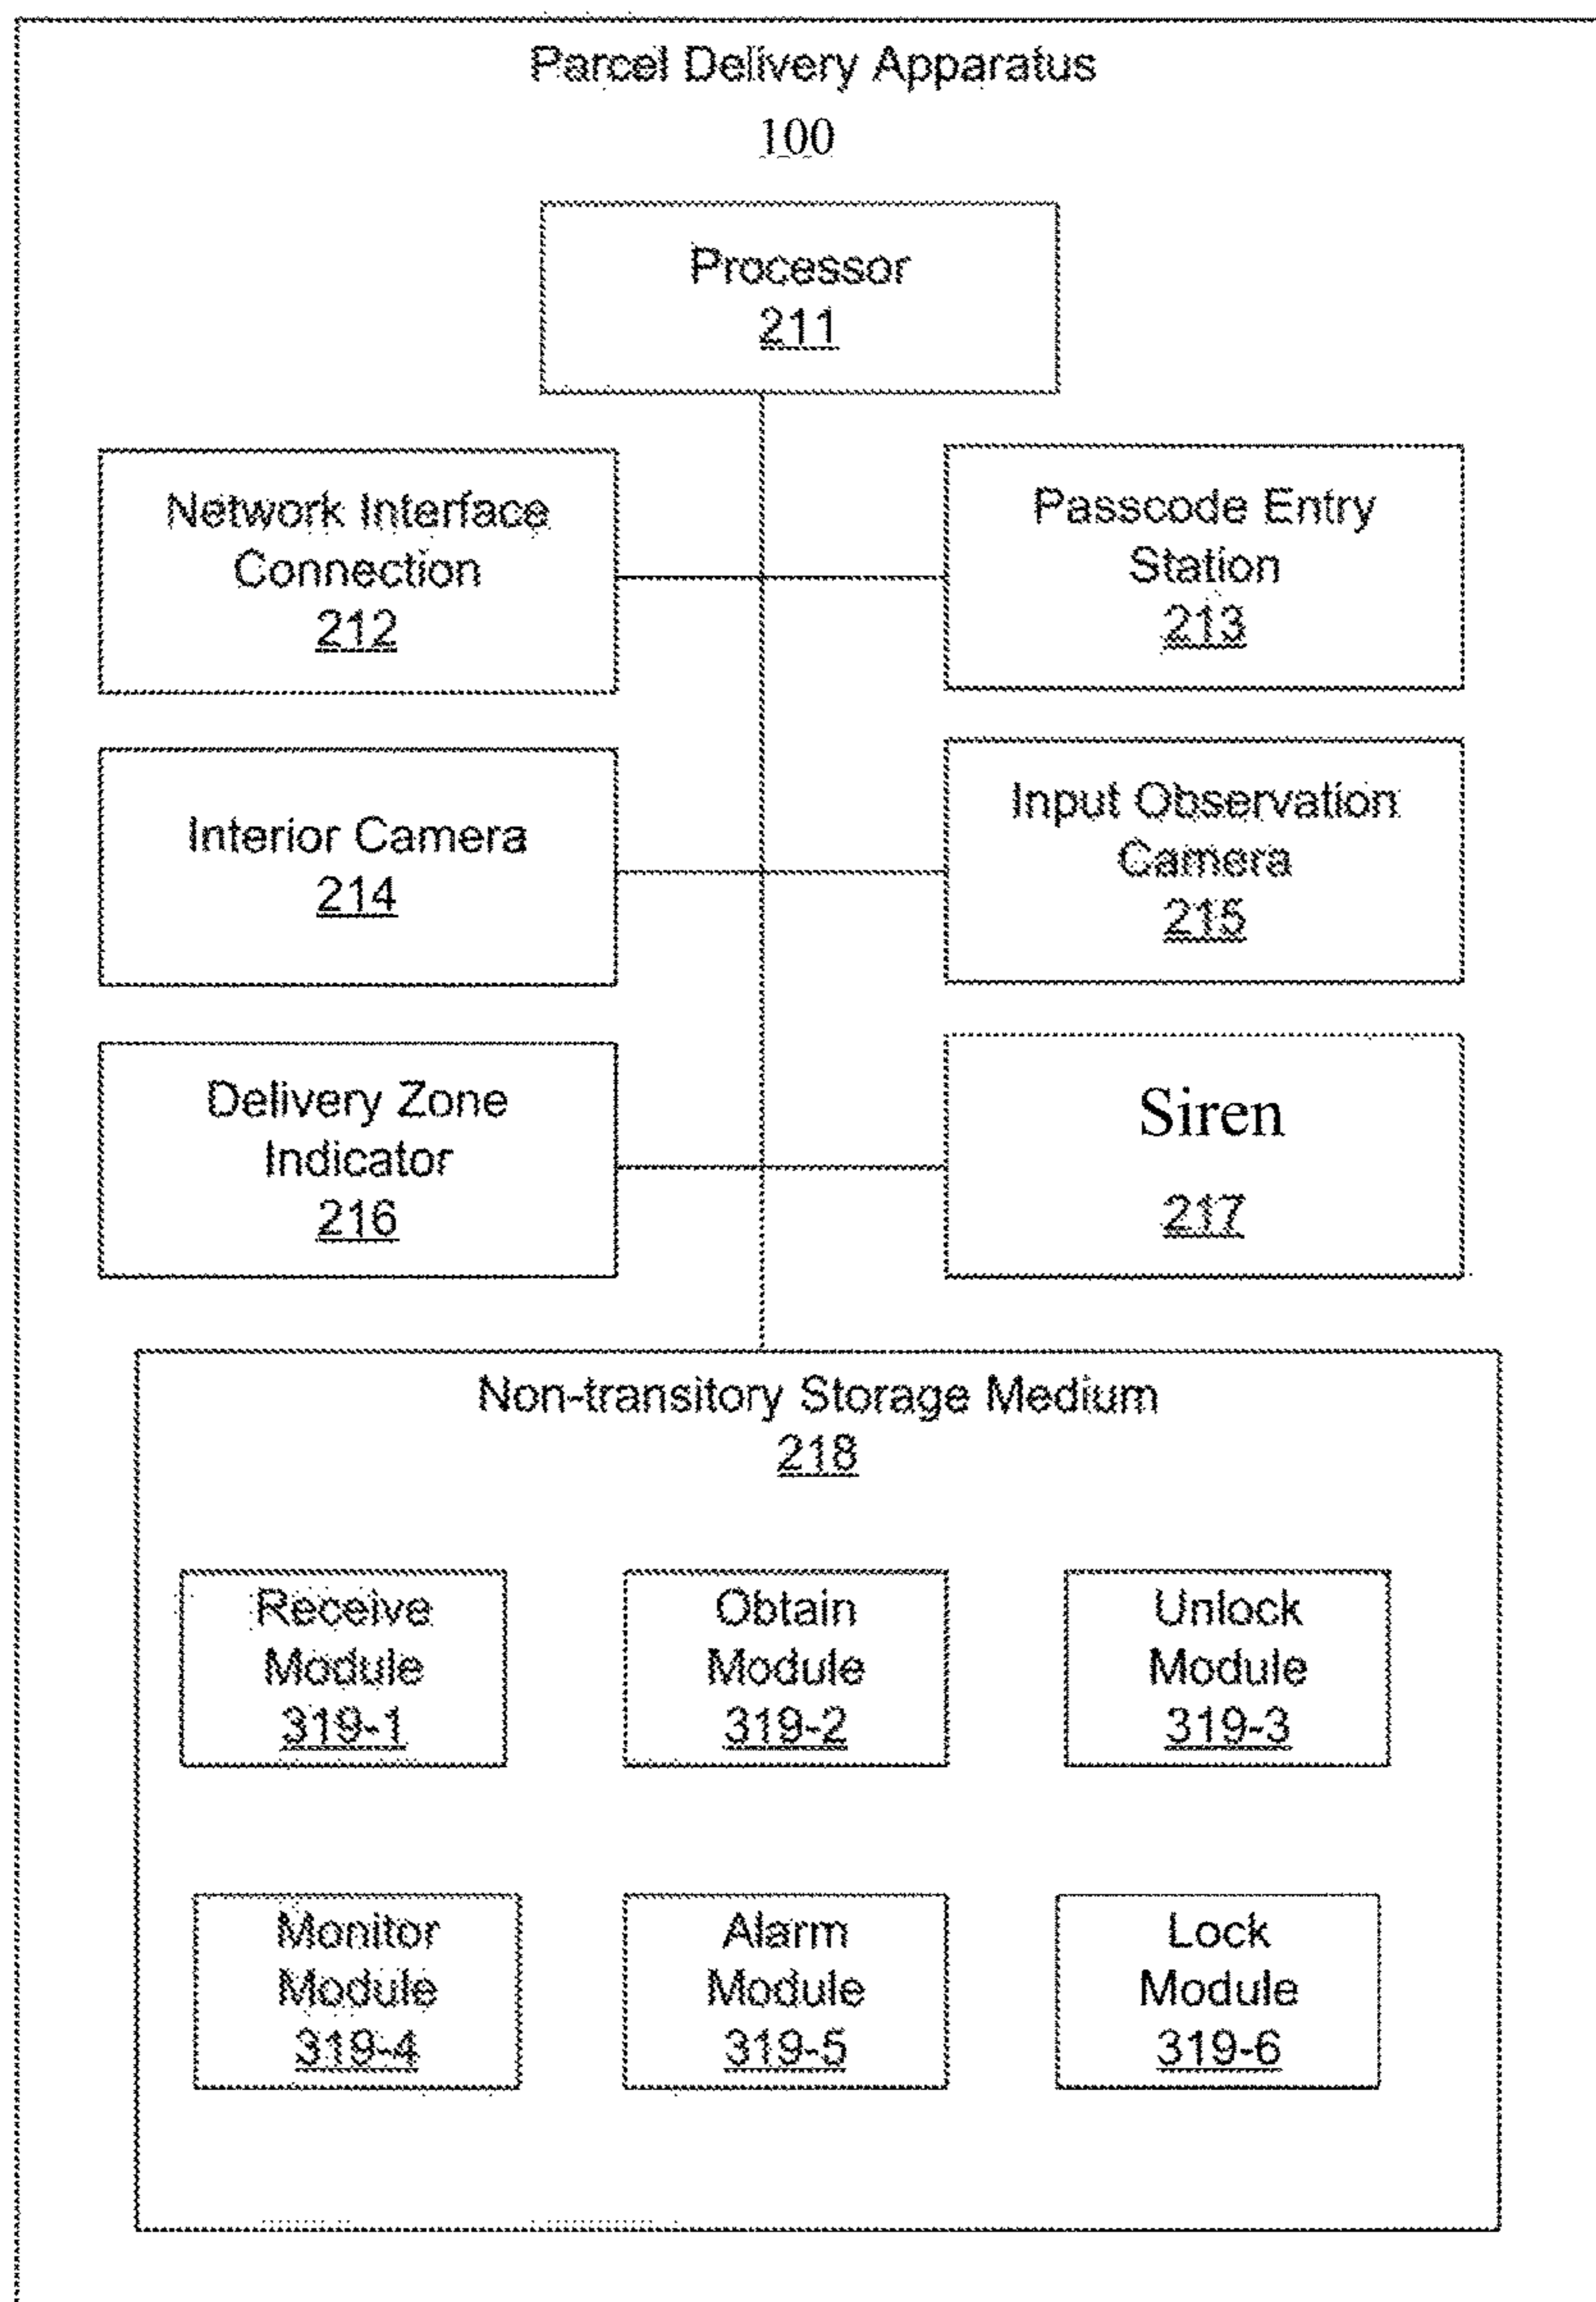 Parcel Delivery Apparatus
100
Processor
211
Network Interface
Connection
212
Passcode Entry
Station
213
Interior Camera
214
Input Observation
Camera
215
Delivery Zone
Indicator
216
Siren
217
Non-transitory Storage Medium
218
Receive
Module
319-1
Obtain
Module
319-2
Unlock
Module
319-3
Monitor
Module
319-4
Alarm
Module
319-5
Lock
Module
319-6